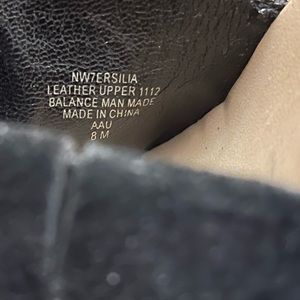 NW7ERSILIA
LEATHER UPPER 1112
BALANCE MAN MADE
MADE IN CHINA
AAU
8 M